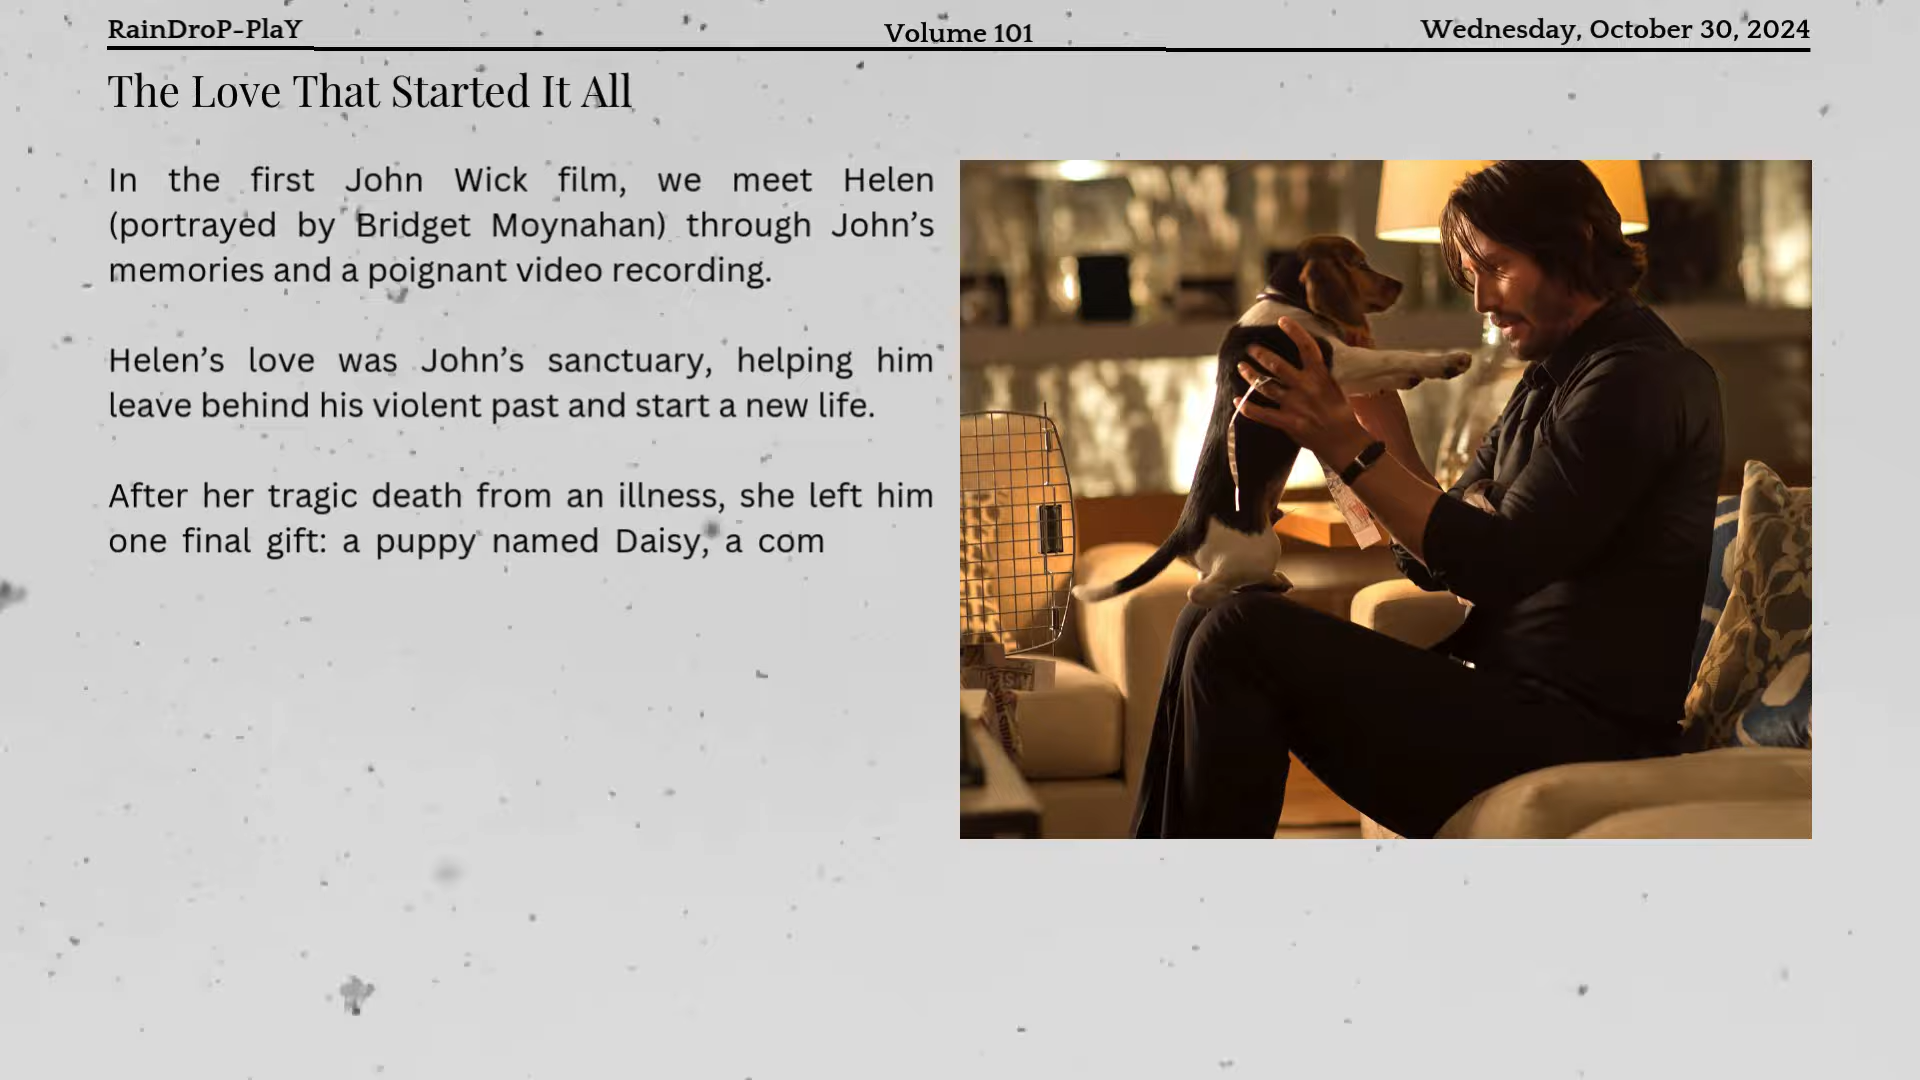 RainDroP-PlaY
Volume 101
Wednesday, October 30, 2024
The Love That Started It All
In the first John Wick film, we meet Helen
(portrayed by Bridget Moynahan) through John’s
memories and a poignant video recording.
Helen’s love was John’s sanctuary, helping him
leave behind his violent past and start a new life.
After her tragic death from an illness, she left him
one final gift: a puppy named Daisy, a com